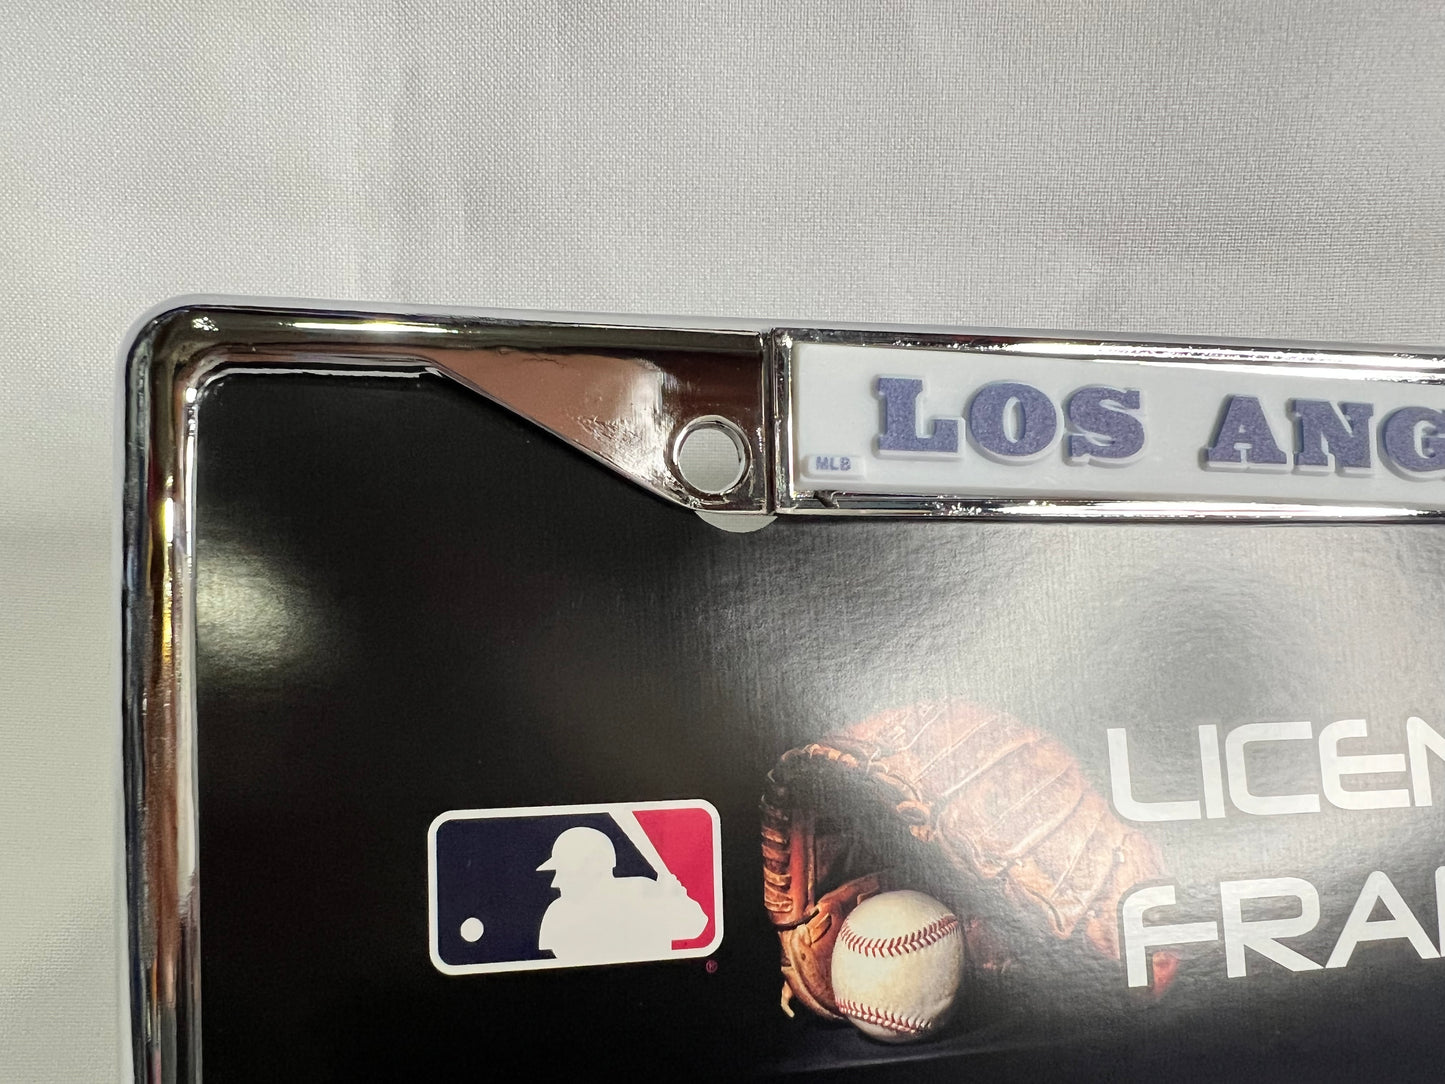 LOS ANG
MLB
LICEN
FRA
®